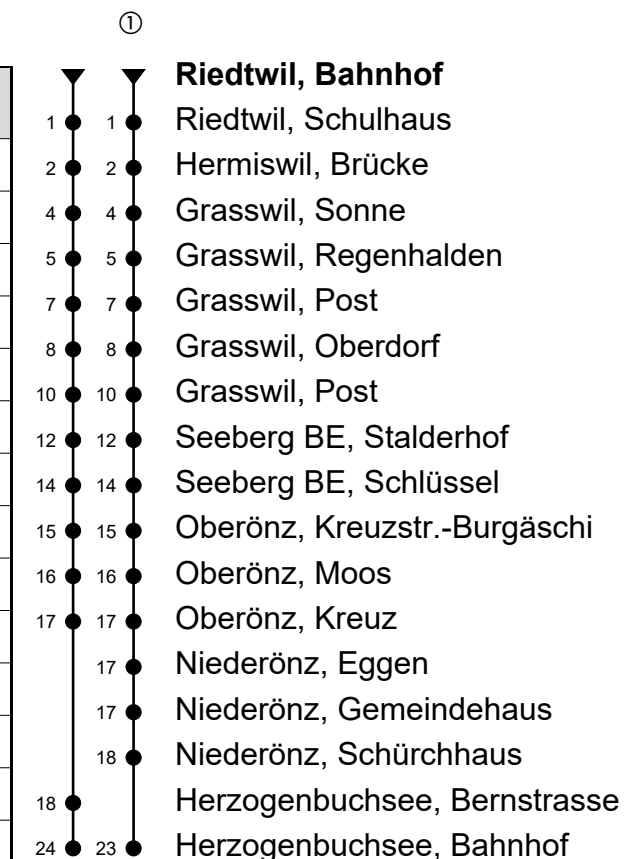 ①
Riedtwil, Bahnhof
1 1 Riedtwil, Schulhaus
2 2 Hermiswil, Brücke
4 4 Grasswil, Sonne
5 5 Grasswil, Regenhalden
7 7 Grasswil, Post
8 8 Grasswil, Oberdorf
10 10 Grasswil, Post
12 12 Seeberg BE, Stalderhof
14 14 Seeberg BE, Schlüssel
15 15 Oberönz, Kreuzstr.-Burgäschi
16 16 Oberönz, Moos
17 17 Oberönz, Kreuz
17 Niederönz, Eggen
17 Niederönz, Gemeindehaus
18 Niederönz, Schürchhaus
18 Herzogenbuchsee, Bernstrasse
24 23 Herzogenbuchsee, Bahnhof